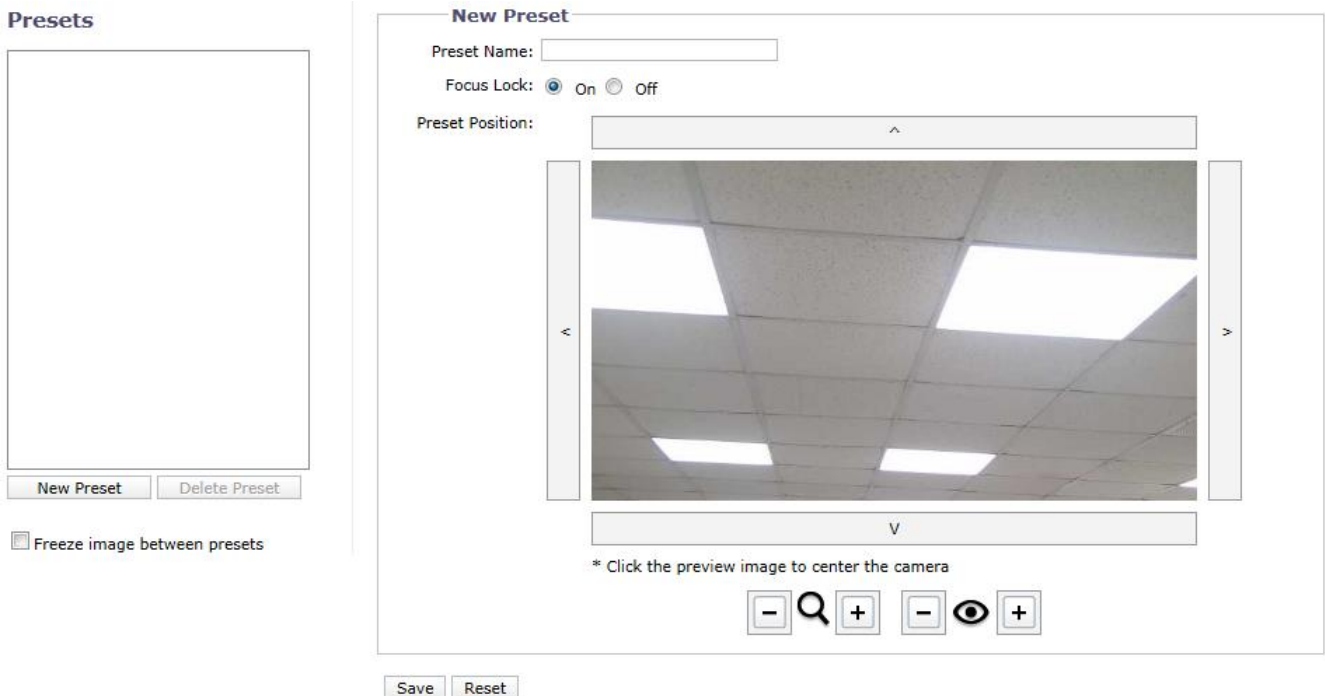 Presets
New Preset
Delete Preset
Freeze image between presets
New Preset
Preset Name:
Focus Lock: On Off
Preset Position:
^
<
>
V
* Click the preview image to center the camera
- + - +
Save Reset